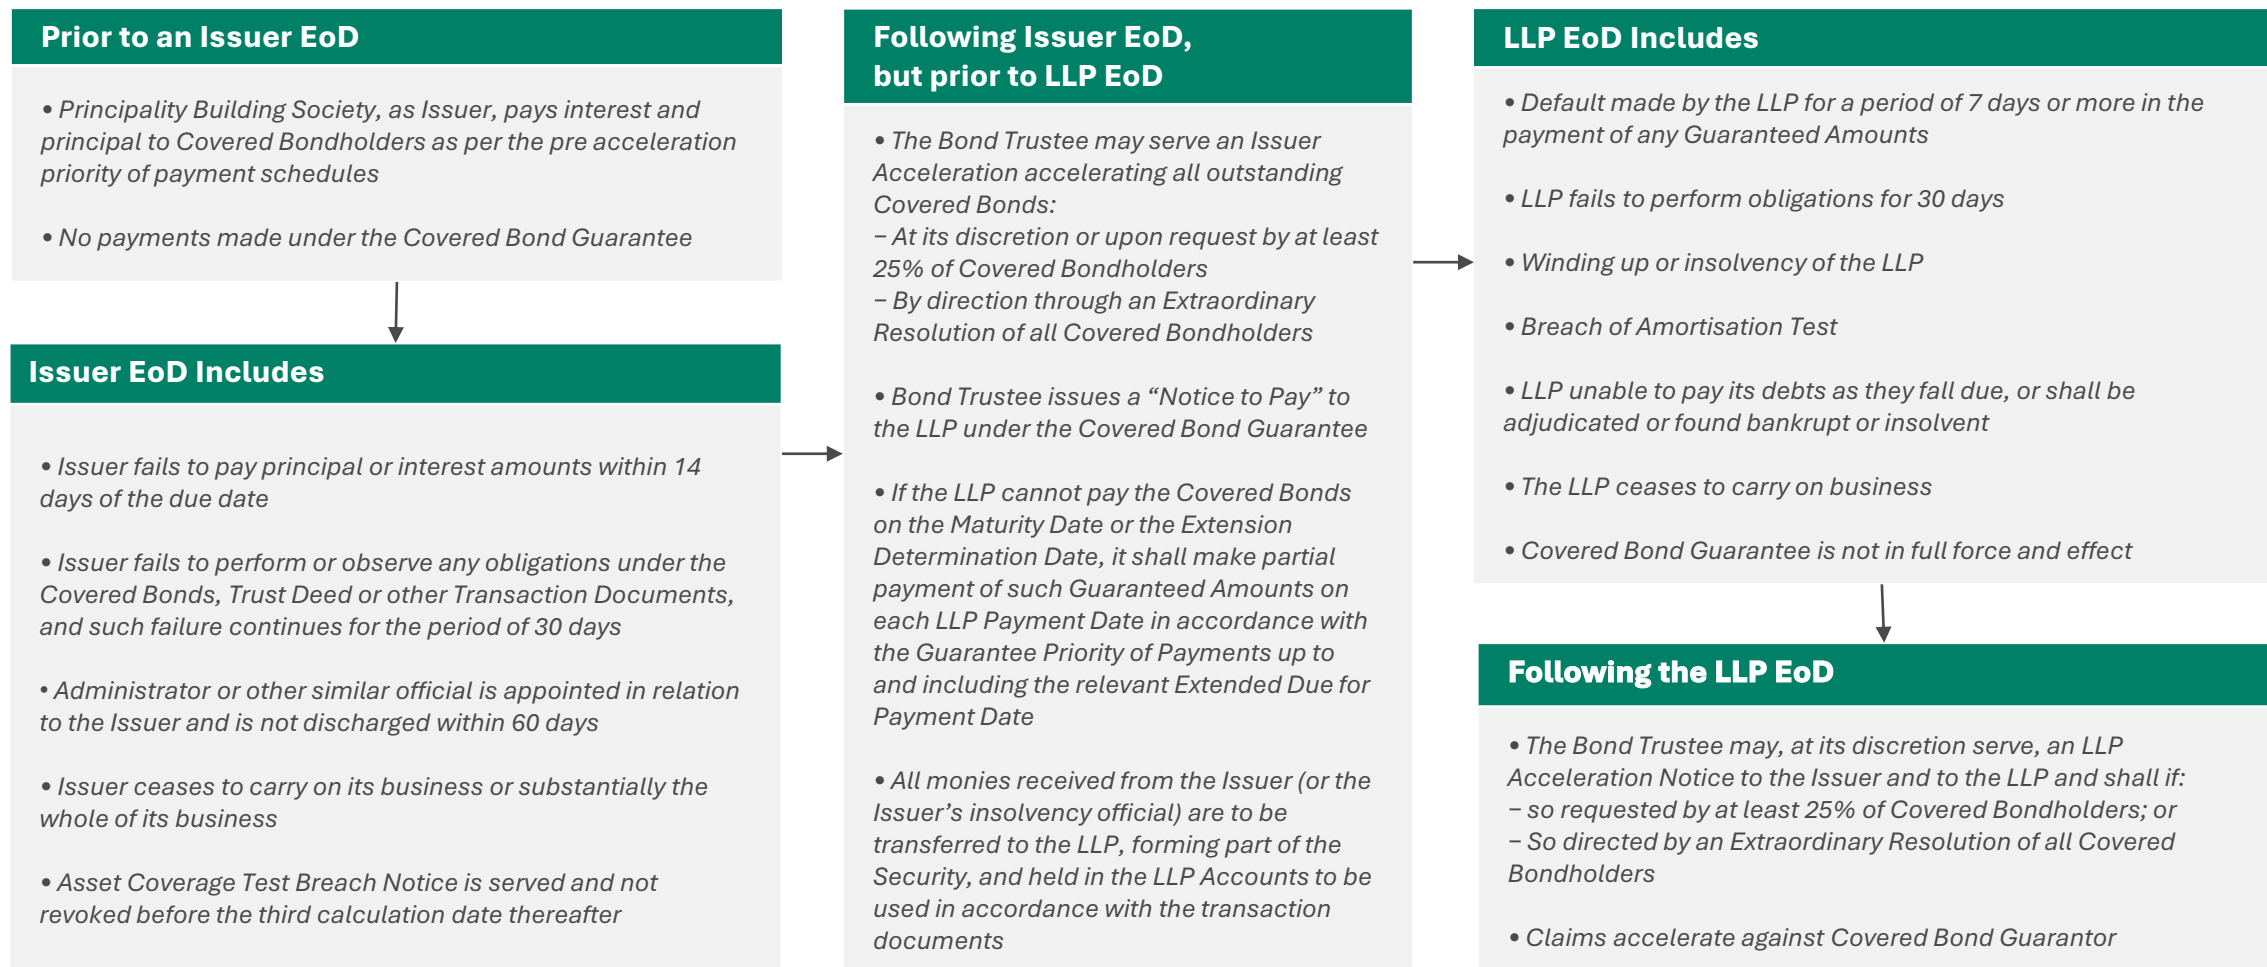 Prior to an Issuer EoD
• Principality Building Society, as Issuer, pays interest and
principal to Covered Bondholders as per the pre acceleration
priority of payment schedules
• No payments made under the Covered Bond Guarantee
Issuer EoD Includes
• Issuer fails to pay principal or interest amounts within 14
days of the due date
• Issuer fails to perform or observe any obligations under the
Covered Bonds, Trust Deed or other Transaction Documents,
and such failure continues for the period of 30 days
• Administrator or other similar official is appointed in relation
to the Issuer and is not discharged within 60 days
• Issuer ceases to carry on its business or substantially the
whole of its business
• Asset Coverage Test Breach Notice is served and not
revoked before the third calculation date thereafter
Following Issuer EoD,
but prior to LLP EoD
• The Bond Trustee may serve an Issuer
Acceleration accelerating all outstanding
Covered Bonds:
– At its discretion or upon request by at least
25% of Covered Bondholders
– By direction through an Extraordinary
Resolution of all Covered Bondholders
• Bond Trustee issues a “Notice to Pay” to
the LLP under the Covered Bond Guarantee
• If the LLP cannot pay the Covered Bonds
on the Maturity Date or the Extension
Determination Date, it shall make partial
payment of such Guaranteed Amounts on
each LLP Payment Date in accordance with
the Guarantee Priority of Payments up to
and including the relevant Extended Due for
Payment Date
• All monies received from the Issuer (or the
Issuer’s insolvency official) are to be
transferred to the LLP, forming part of the
Security, and held in the LLP Accounts to be
used in accordance with the transaction
documents
LLP EoD Includes
• Default made by the LLP for a period of 7 days or more in the
payment of any Guaranteed Amounts
• LLP fails to perform obligations for 30 days
• Winding up or insolvency of the LLP
• Breach of Amortisation Test
• LLP unable to pay its debts as they fall due, or shall be
adjudicated or found bankrupt or insolvent
• The LLP ceases to carry on business
• Covered Bond Guarantee is not in full force and effect
Following the LLP EoD
• The Bond Trustee may, at its discretion serve, an LLP
Acceleration Notice to the Issuer and to the LLP and shall if:
– so requested by at least 25% of Covered Bondholders; or
– So directed by an Extraordinary Resolution of all Covered
Bondholders
• Claims accelerate against Covered Bond Guarantor